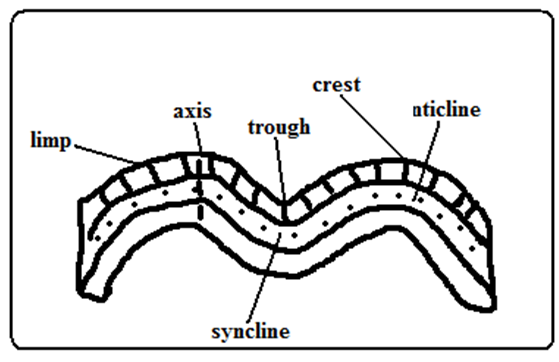 crest
axis
nticline
trough
limp
syncline